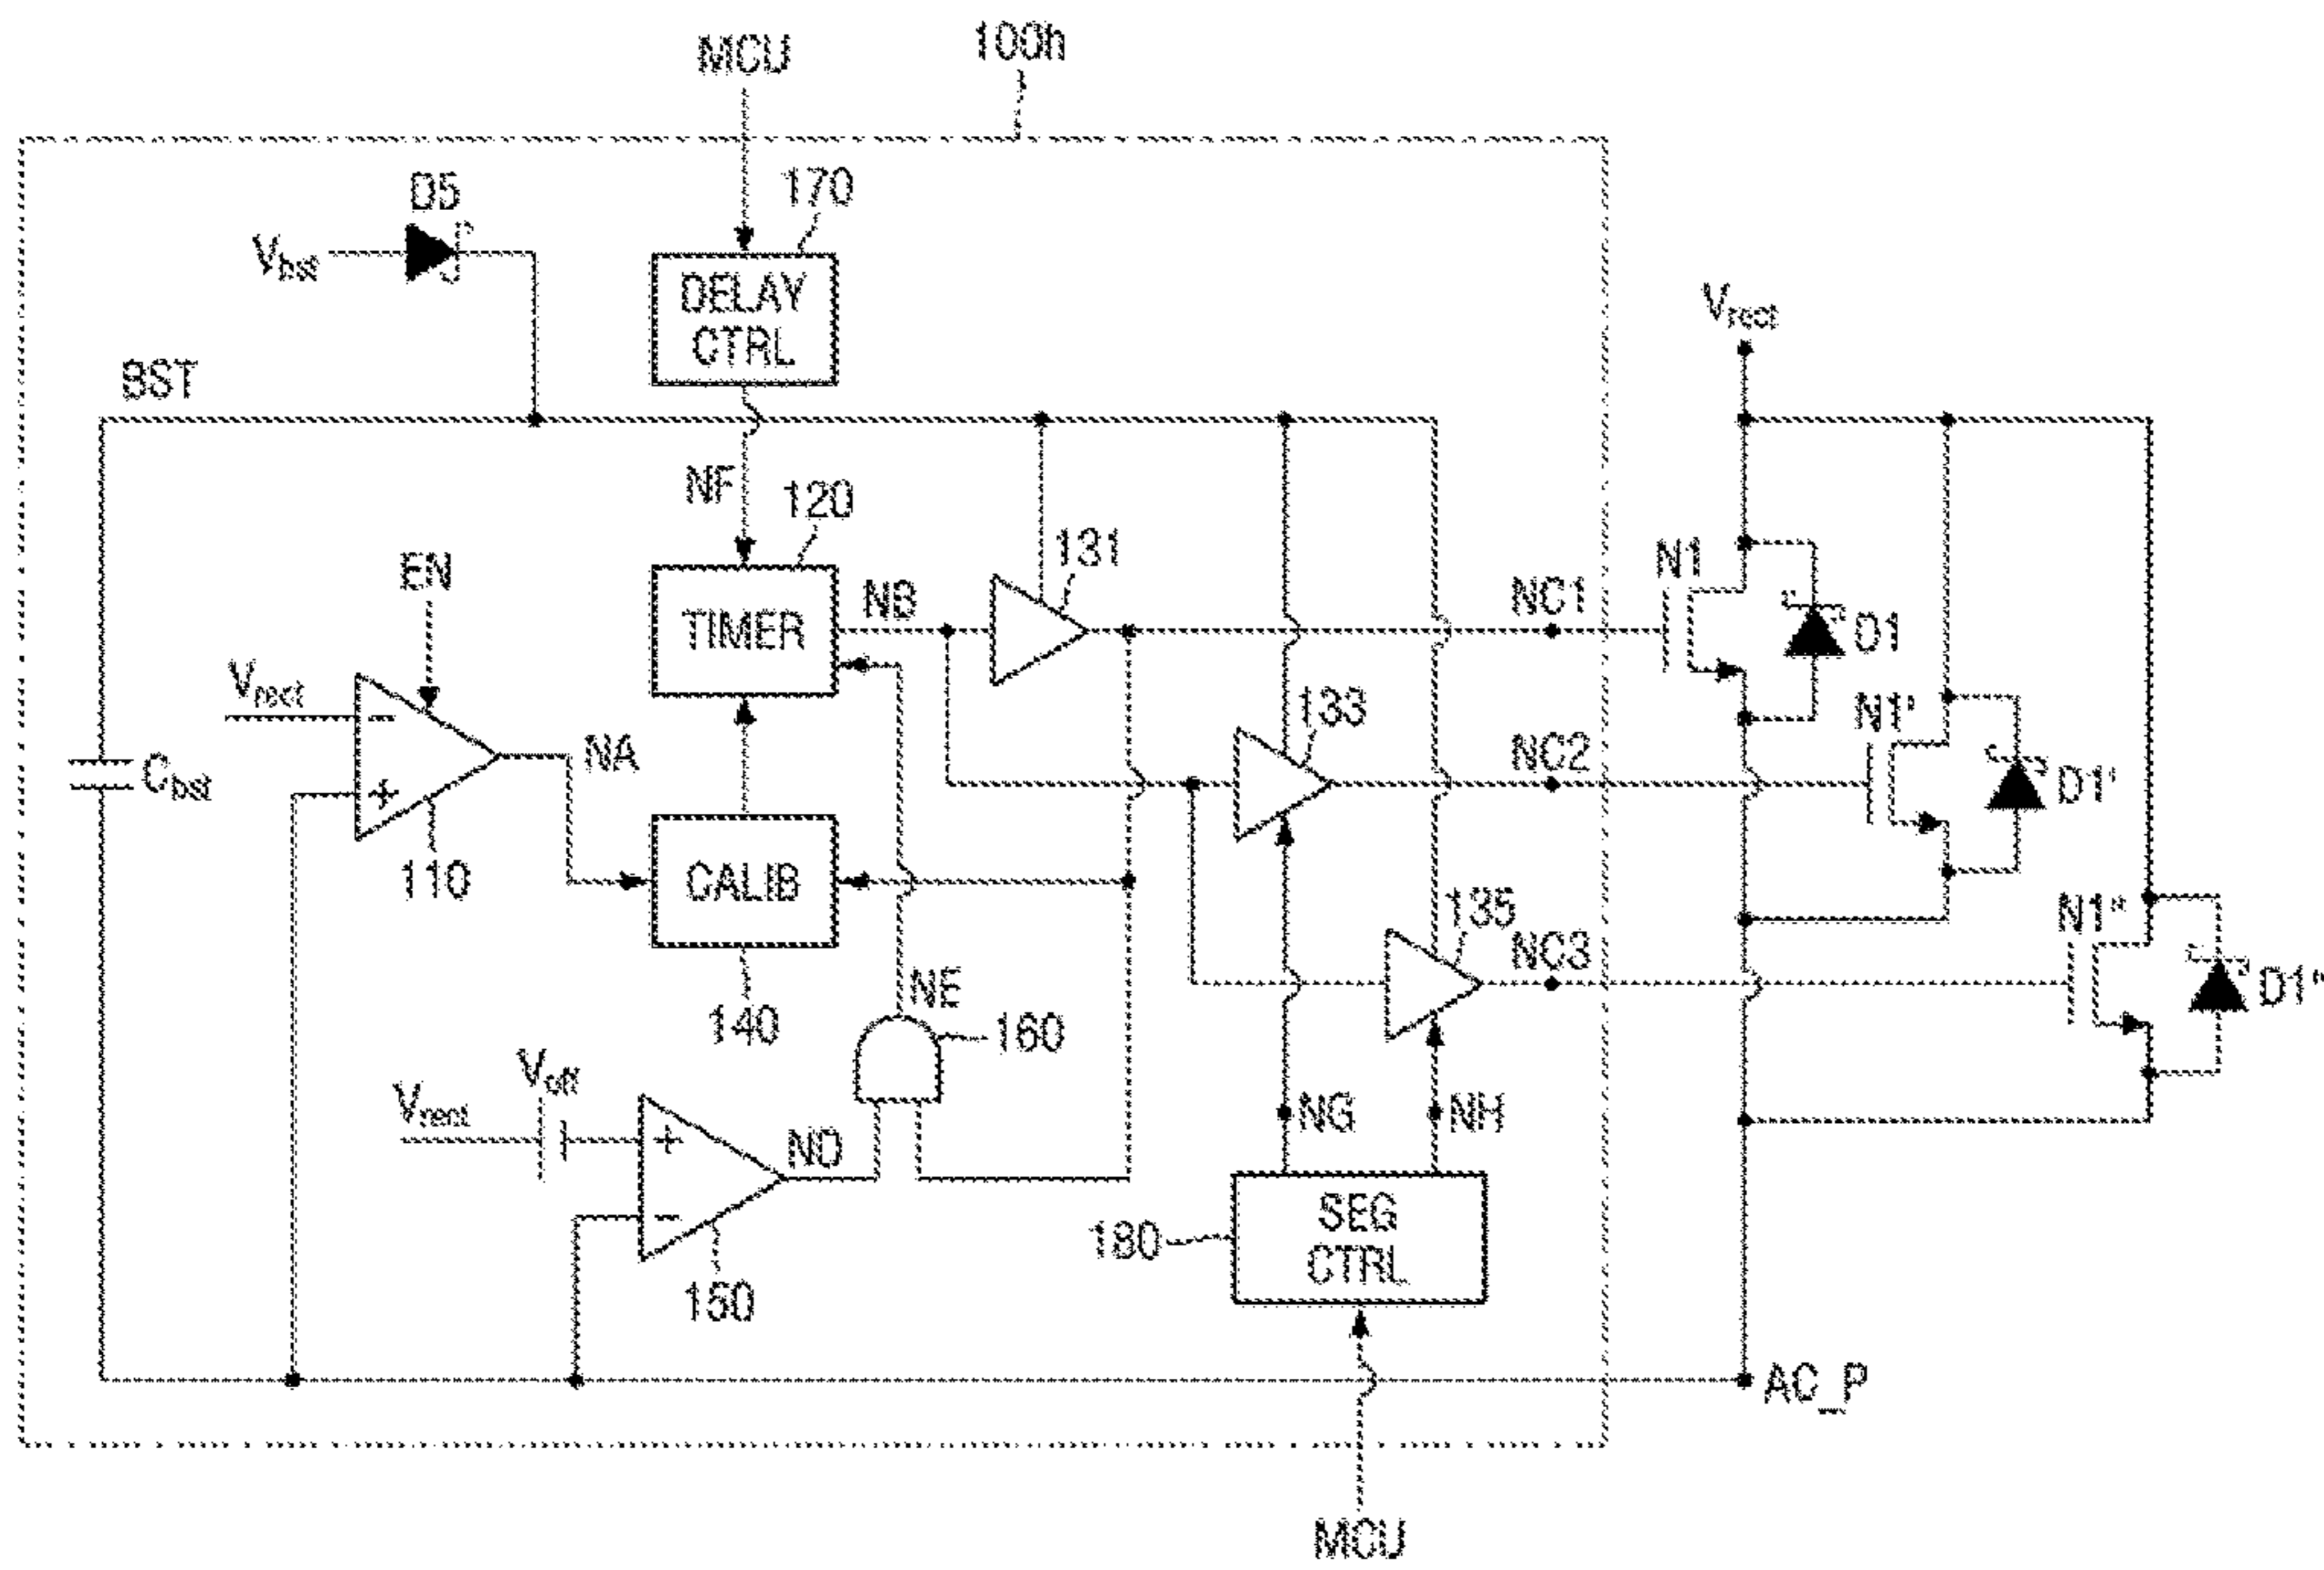 MCU
100h
D5
Vbst
170
DELAY
CTRL
Vrect
BST
NF
120
EN
131
TIMER
NB
NC1
N1
D1
Vrect
133
N1'
NA
NC2
D1'
Cbst
110
CALIB
135
N1"
NC3
D1"
140
NE
160
Voff
Vrect
ND
NG
NH
SEG
CTRL
180
150
AC_P
MCU